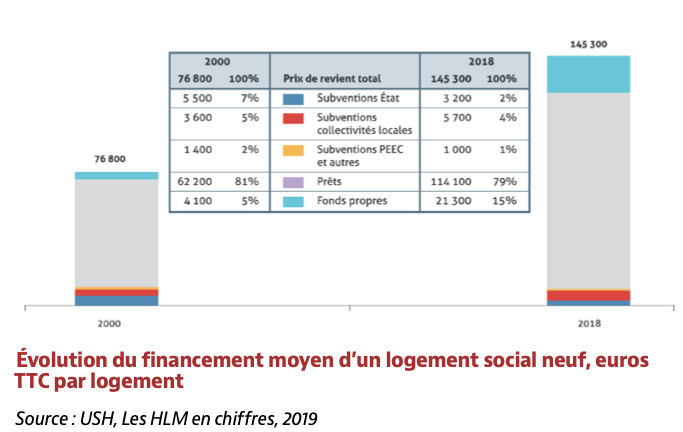 145 300
2000 2018
76 800 100% Prix de revient total 145 300 100%
5 500 7% Subventions État 3 200 2%
3 600 5% Subventions 5 700 4%
collectivités locales
1 400 2% Subventions PEEC 1 000 1%
et autres
62 200 81% Prêts 114 100 79%
4 100 5% Fonds propres 21 300 15%
76 800
2000 2018
Évolution du financement moyen d’un logement social neuf, euros
TTC par logement
Source : USH, Les HLM en chiffres, 2019